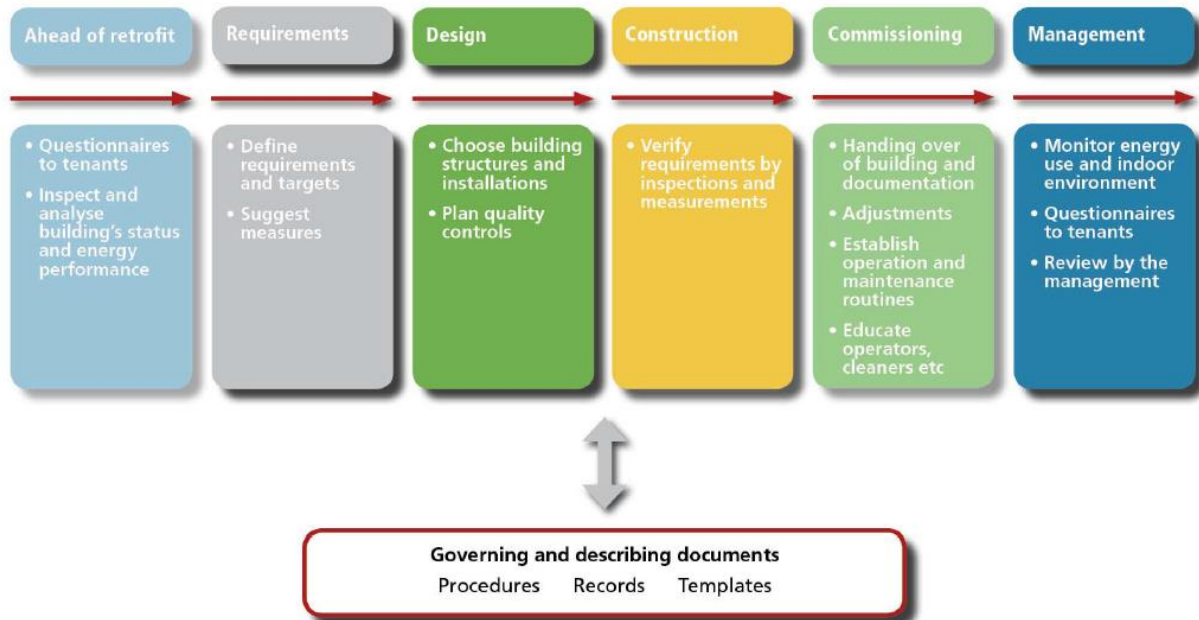 Ahead of retrofit
Requirements
Design
Construction
Commissioning
Management
• Questionnaires
to tenants
• Inspect and
analyse
building's status
and energy
performance
• Define
requirements
and targets
• Suggest
measures
• Choose building
structures and
installations
• Plan quality
controls
• Verify
requirements by
inspections and
measurements
• Handing over
of building and
documentation
• Adjustments
• Establish
operation and
maintenance
routines
• Educate
operators,
cleaners etc
• Monitor energy
use and indoor
environment
• Questionnaires
to tenants
• Review by the
management
Governing and describing documents
Procedures Records Templates